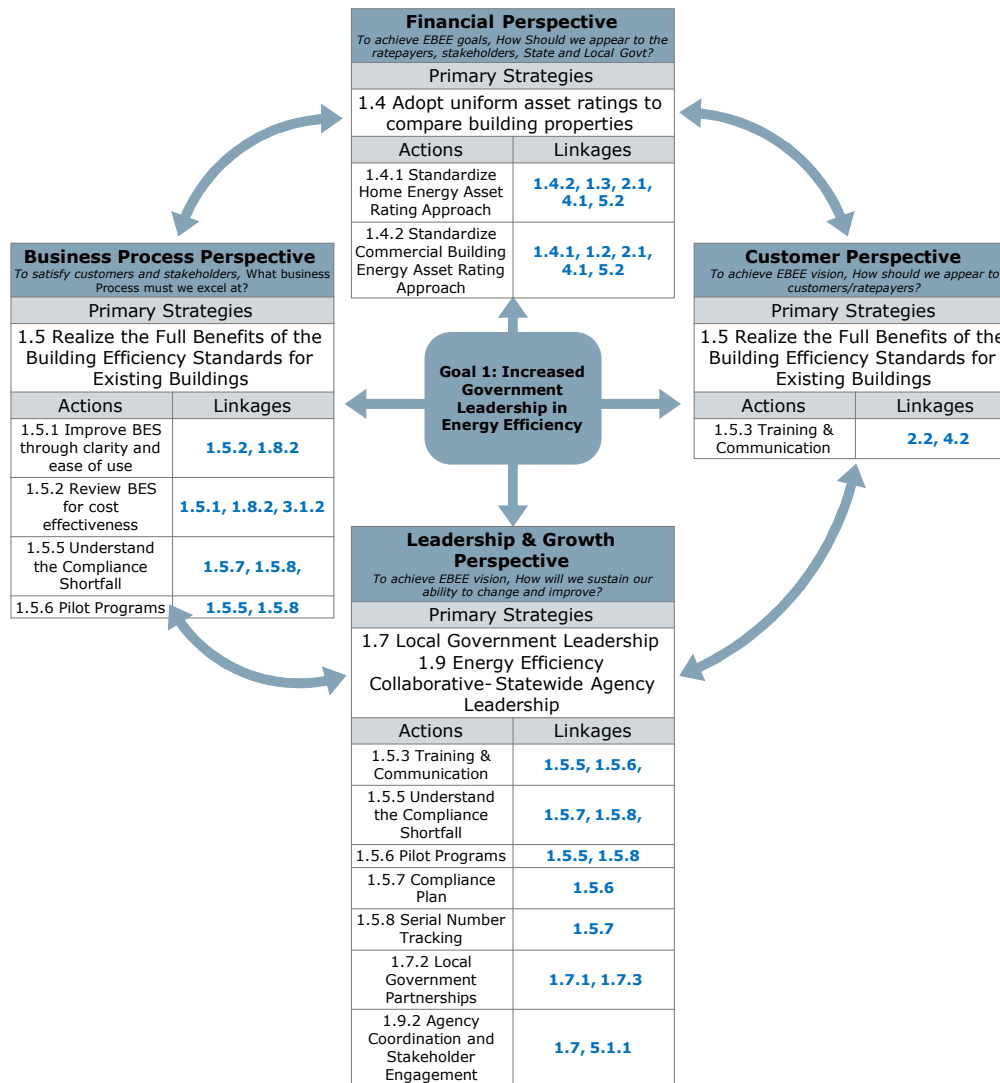 Financial Perspective
To achieve EBEE goals, How Should we appear to the
ratepayers, stakeholders, State and Local Govt?
Primary Strategies
1.4 Adopt uniform asset ratings to
compare building properties
Actions
Linkages
1.4.1 Standardize
Home Energy Asset
Rating Approach
1.4.2, 1.3, 2.1,
4.1, 5.2
1.4.2 Standardize
Commercial Building
Energy Asset Rating
Approach
1.4.1, 1.2, 2.1,
4.1, 5.2
Business Process Perspective
To satisfy customers and stakeholders, What business
Process must we excel at?
Primary Strategies
1.5 Realize the Full Benefits of the
Building Efficiency Standards for
Existing Buildings
Actions
Linkages
1.5.1 Improve BES
through clarity and
ease of use
1.5.2, 1.8.2
1.5.2 Review BES
for cost
effectiveness
1.5.1, 1.8.2, 3.1.2
1.5.5 Understand
the Compliance
Shortfall
1.5.7, 1.5.8,
1.5.6 Pilot Programs
1.5.5, 1.5.8
Goal 1: Increased
Government
Leadership in
Energy Efficiency
Customer Perspective
To achieve EBEE vision, How should we appear to
customers/ratepayers?
Primary Strategies
1.5 Realize the Full Benefits of the
Building Efficiency Standards for
Existing Buildings
Actions
Linkages
1.5.3 Training &
Communication
2.2, 4.2
Leadership & Growth
Perspective
To achieve EBEE vision, How will we sustain our
ability to change and improve?
Primary Strategies
1.7 Local Government Leadership
1.9 Energy Efficiency
Collaborative- Statewide Agency
Leadership
Actions
Linkages
1.5.3 Training &
Communication
1.5.5, 1.5.6,
1.5.5 Understand
the Compliance
Shortfall
1.5.7, 1.5.8,
1.5.6 Pilot Programs
1.5.5, 1.5.8
1.5.7 Compliance
Plan
1.5.6
1.5.8 Serial Number
Tracking
1.5.7
1.7.2 Local
Government
Partnerships
1.7.1, 1.7.3
1.9.2 Agency
Coordination and
Stakeholder
Engagement
1.7, 5.1.1